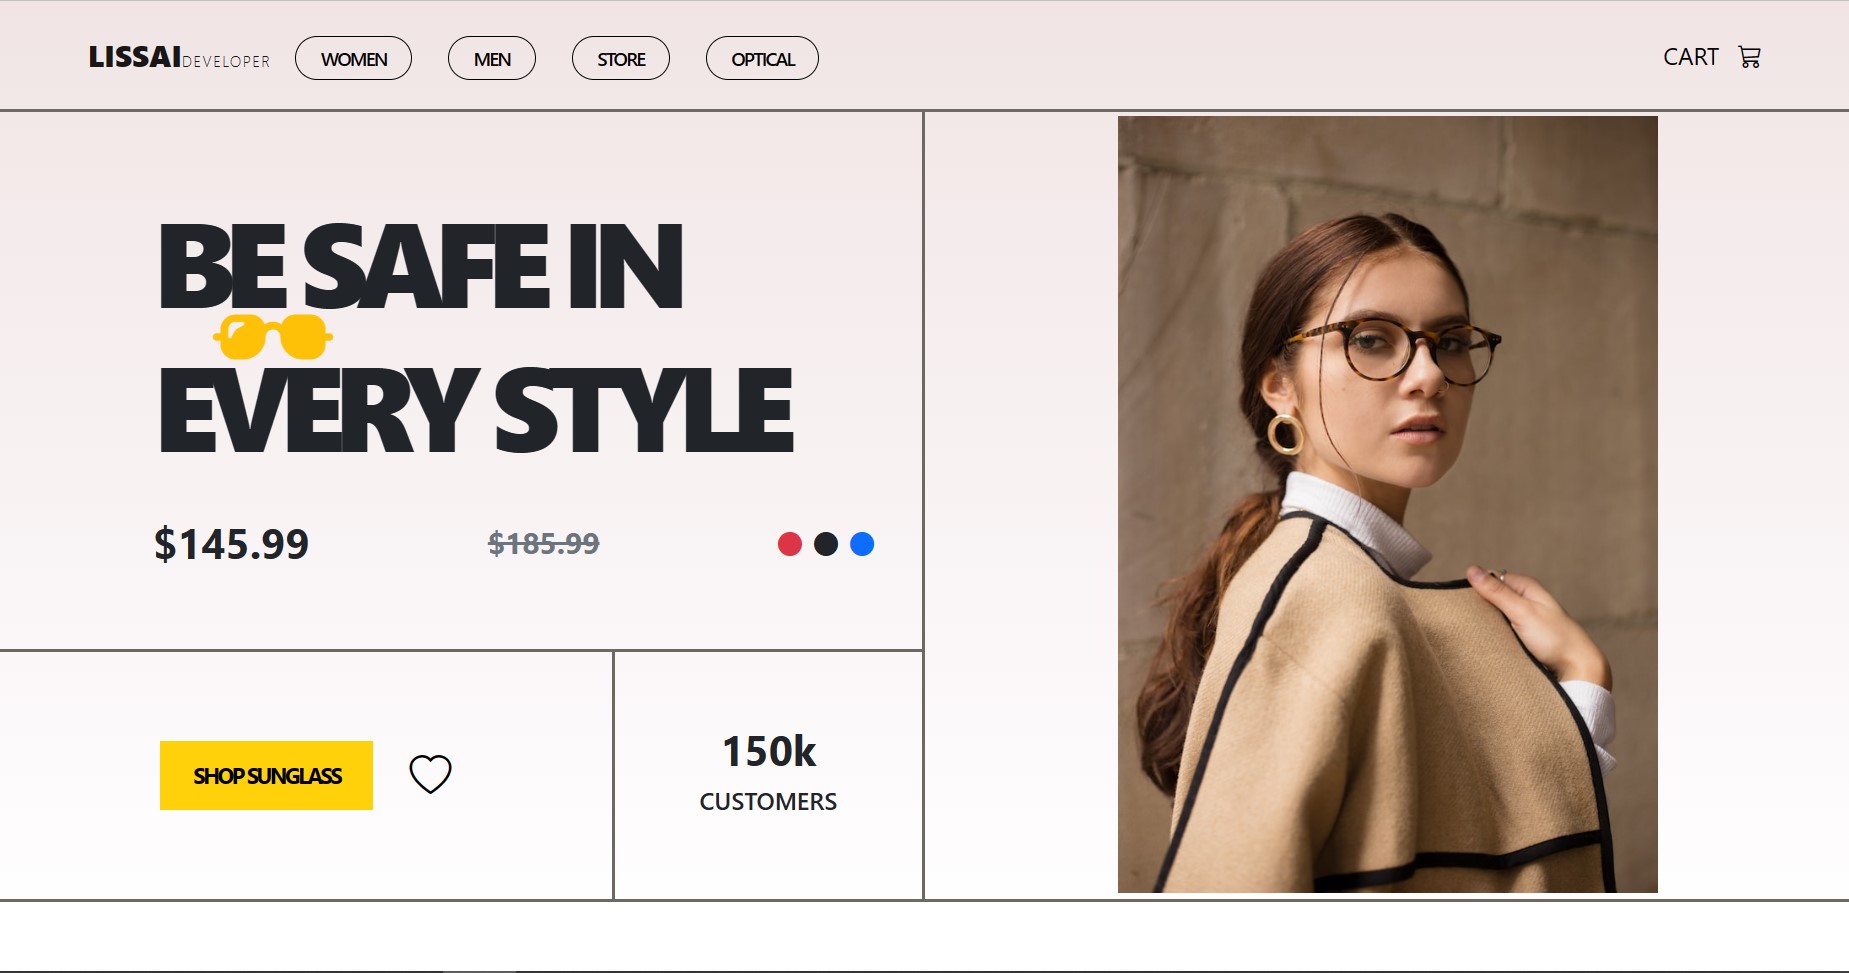 LISSAIDEVELOPER WOMEN MEN STORE OPTICAL CART
BE SAFE IN
EVERY STYLE
$145.99 $185.99
SHOP SUNGLASS
150k
CUSTOMERS